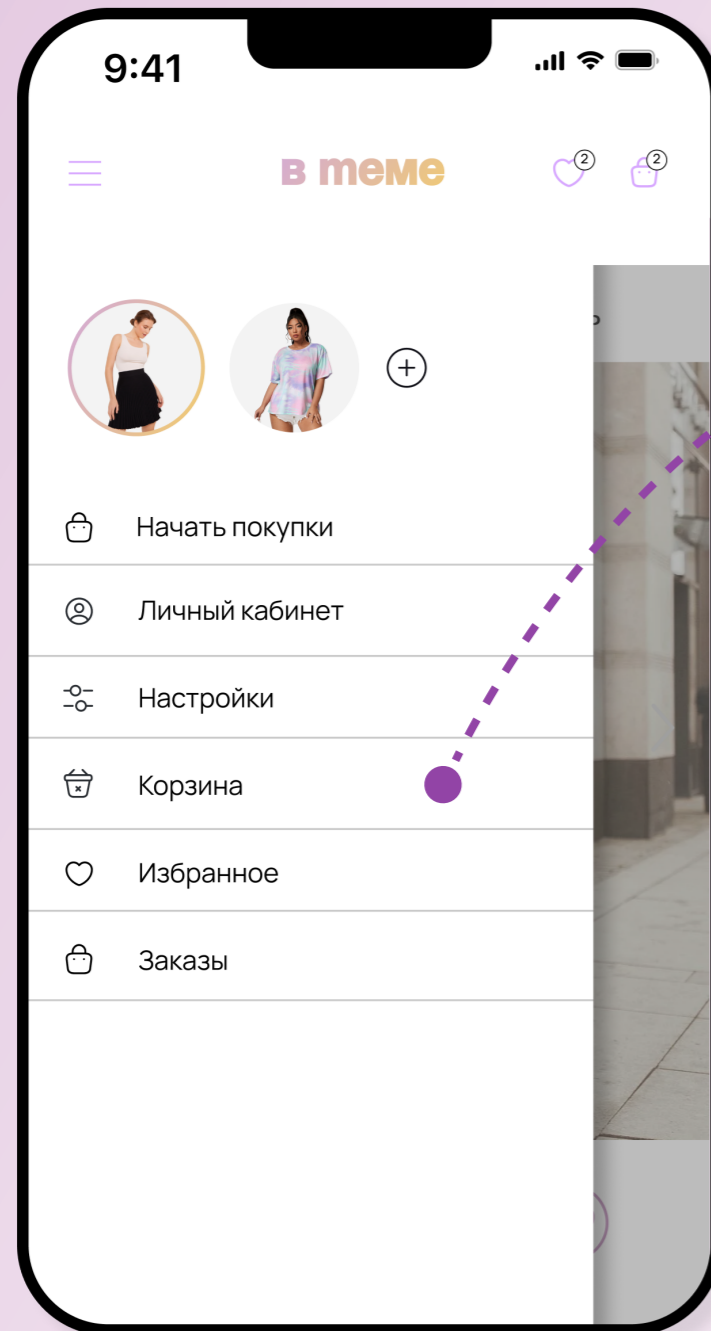 9:41
в теме
2
2
Начать покупки
Личный кабинет
Настройки
Корзина
Избранное
Заказы